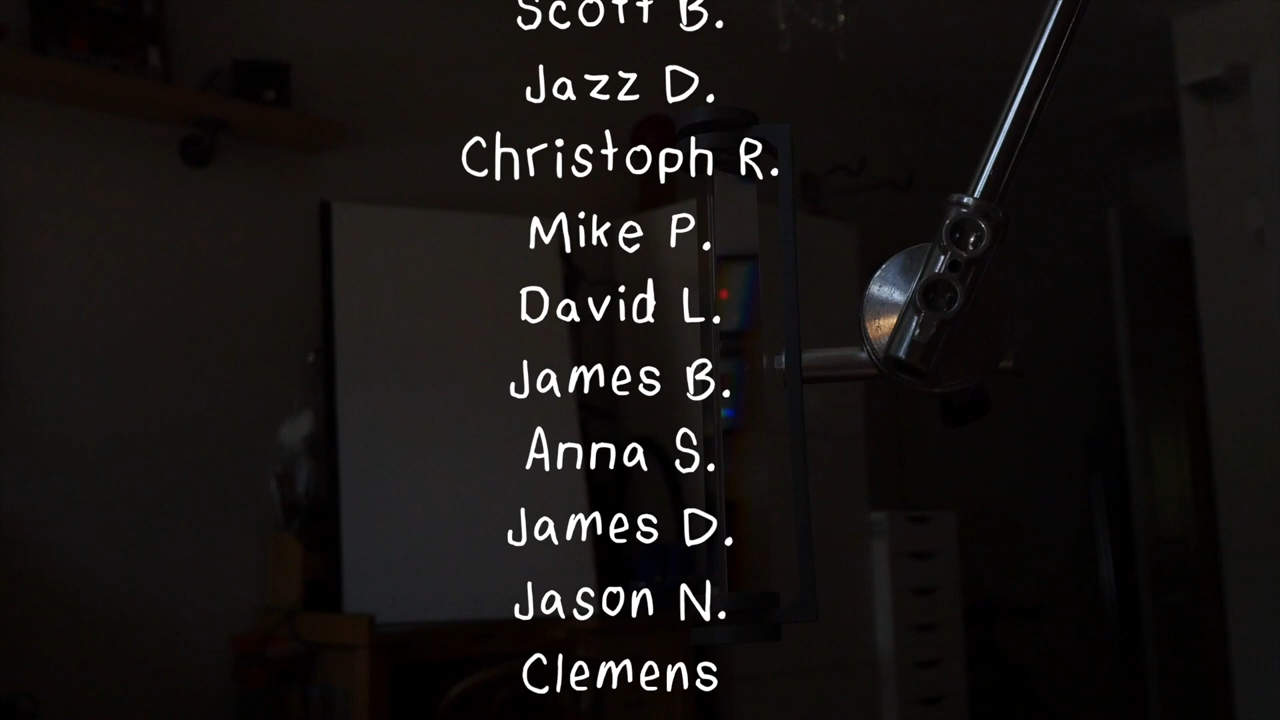 Scott B.
Jazz D.
Christoph R.
Mike P.
David L.
James B.
Anna S.
James D.
Jason N.
Clemens